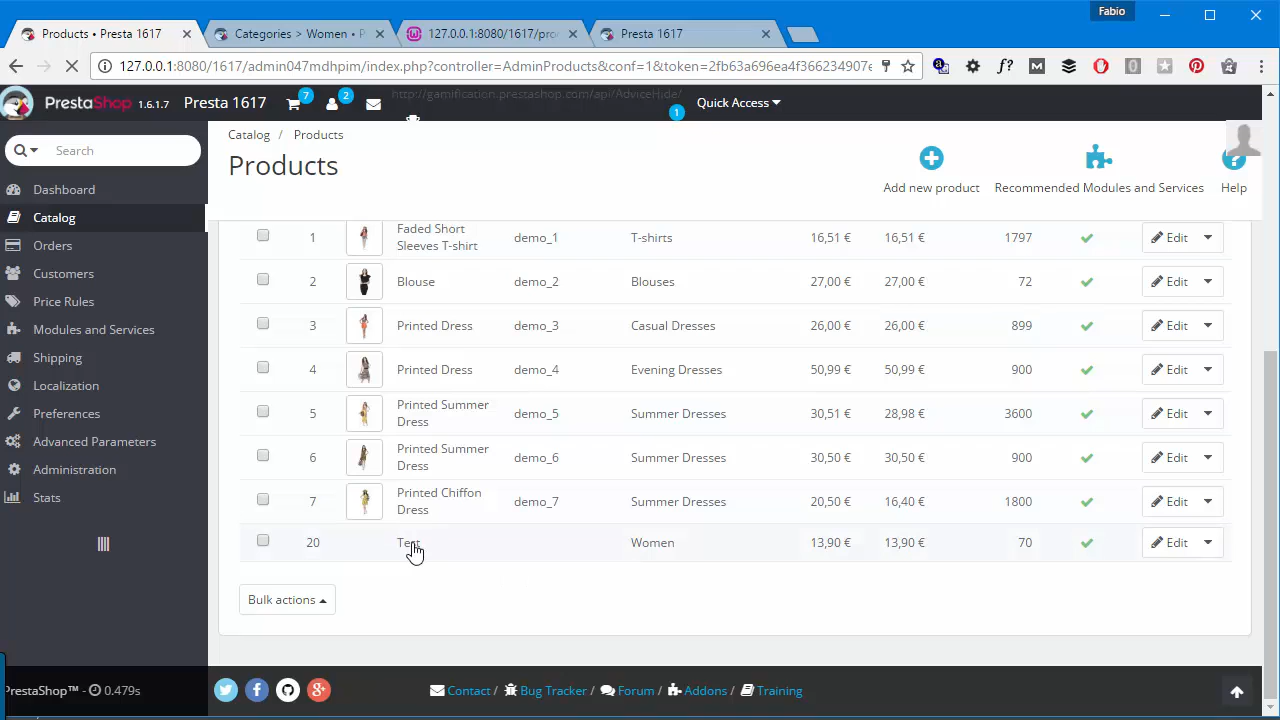 Fabio
Products • Presta 1617
Categories > Women • P
127.0.0.1:8080/1617/pro
Presta 1617
127.0.0.1:8080/1617/admin047mdhpim/index.php?controller=AdminProducts&conf=1&token=2fb63a696ea4f366234907e
PrestaShop 1.6.1.7 Presta 1617 7 2 http://gamification.prestashop.com/api/AdviceHide/ 1 Quick Access
Search
Dashboard
Catalog
Orders
Customers
Price Rules
Modules and Services
Shipping
Localization
Preferences
Advanced Parameters
Administration
Stats
Catalog / Products
Products
Add new product
Recommended Modules and Services
Help
1 Faded Short Sleeves T-shirt demo_1 T-shirts 16,51 € 16,51 € 1797 Edit
2 Blouse demo_2 Blouses 27,00 € 27,00 € 72 Edit
3 Printed Dress demo_3 Casual Dresses 26,00 € 26,00 € 899 Edit
4 Printed Dress demo_4 Evening Dresses 50,99 € 50,99 € 900 Edit
5 Printed Summer Dress demo_5 Summer Dresses 30,51 € 28,98 € 3600 Edit
6 Printed Summer Dress demo_6 Summer Dresses 30,50 € 30,50 € 900 Edit
7 Printed Chiffon Dress demo_7 Summer Dresses 20,50 € 16,40 € 1800 Edit
20 Test Women 13,90 € 13,90 € 70 Edit
Bulk actions
PrestaShop™ - 0.479s
Contact / Bug Tracker / Forum / Addons / Training